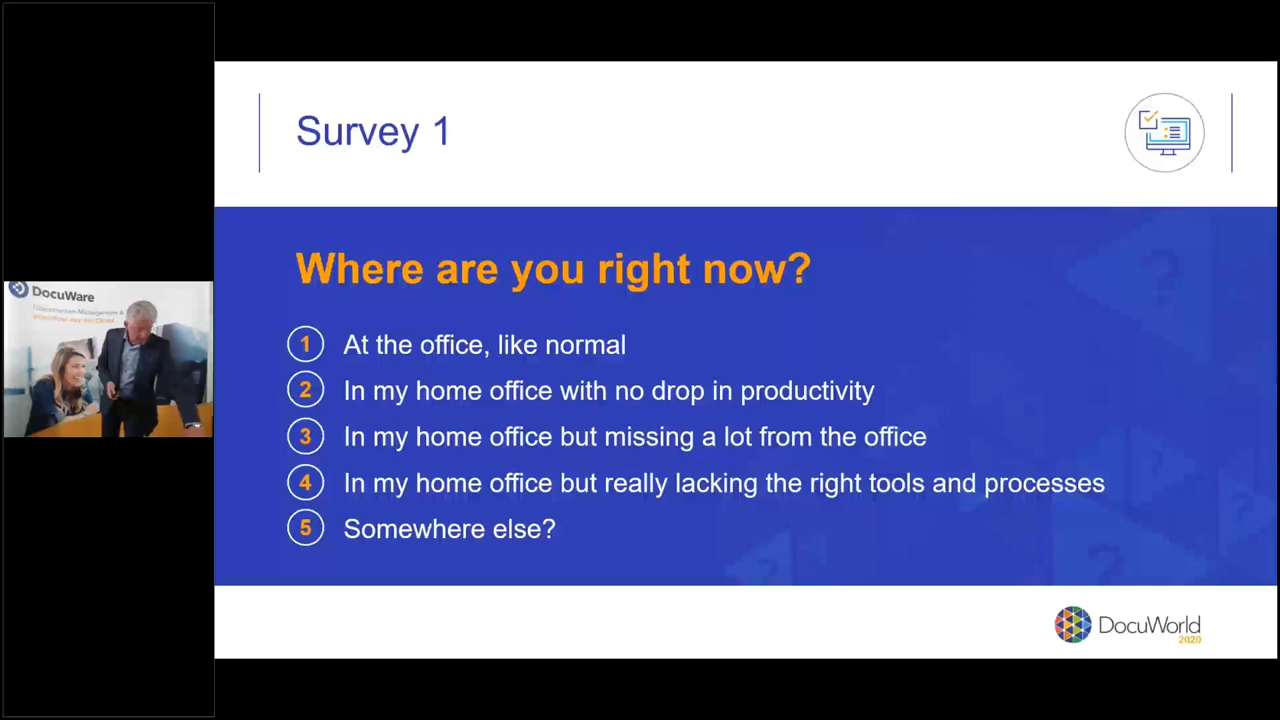 Survey 1
Where are you right now?
1 At the office, like normal
2 In my home office with no drop in productivity
3 In my home office but missing a lot from the office
4 In my home office but really lacking the right tools and processes
5 Somewhere else?
DocuWorld
2020
DocuWare